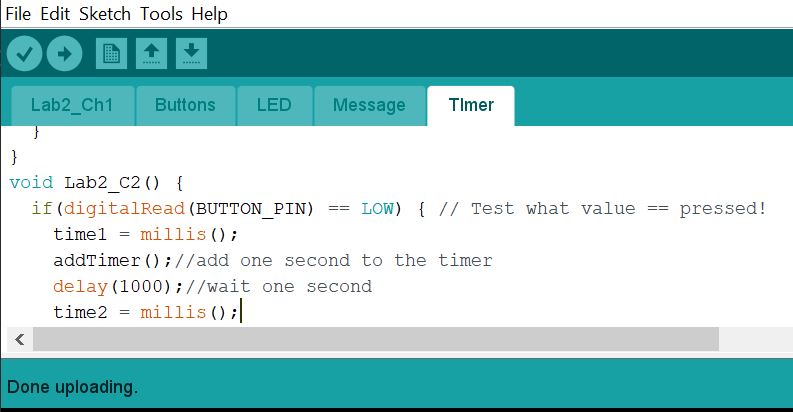 File Edit Sketch Tools Help
Lab2_Ch1 Buttons LED Message TImer
}
}
void Lab2_C2() {
if(digitalRead(BUTTON_PIN) == LOW) { // Test what value == pressed!
time1 = millis();
addTimer();//add one second to the timer
delay(1000);//wait one second
time2 = millis();
Done uploading.